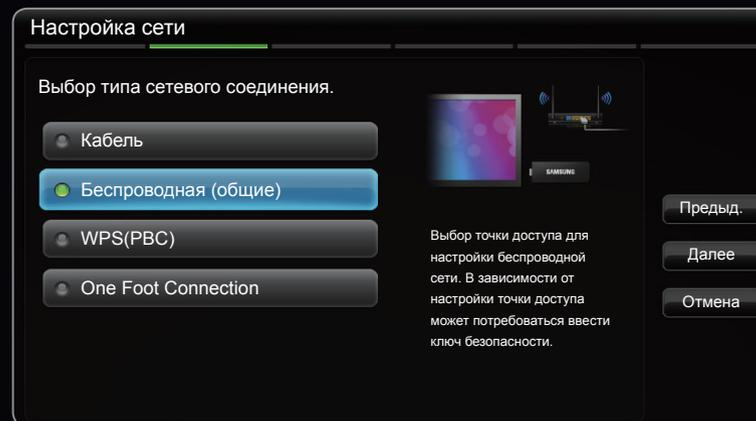 Настройка сети
Выбор типа сетевого соединения.
Кабель
Беспроводная (общие)
WPS(PBC)
One Foot Connection
SAMSUNG
Выбор точки доступа для
настройки беспроводной
сети. В зависимости от
настройки точки доступа
может потребоваться ввести
ключ безопасности.
Предыд.
Далее
Отмена